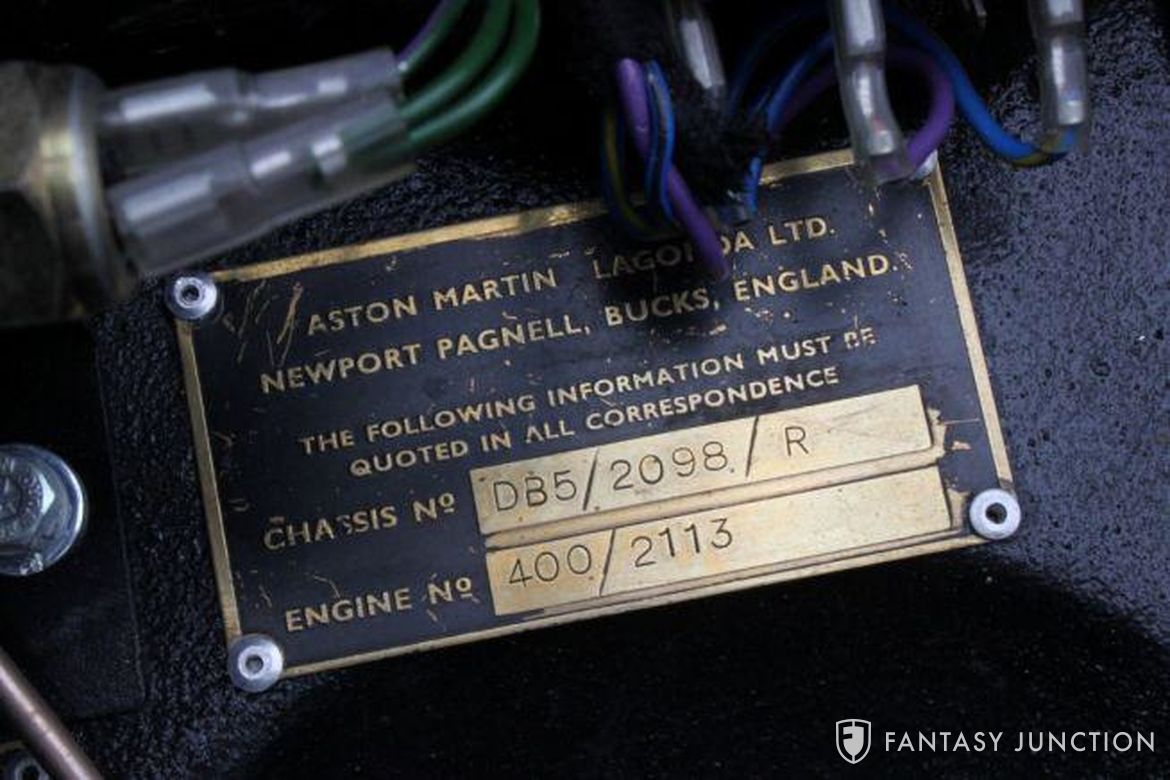 ASTON MARTIN LAGONDA LTD.
NEWPORT PAGNELL, BUCKS, ENGLAND.
THE FOLLOWING INFORMATION MUST BE
QUOTED IN ALL CORRESPONDENCE
CHASSIS Nº DB5/2098/R
ENGINE Nº 400/2113
FANTASY JUNCTION